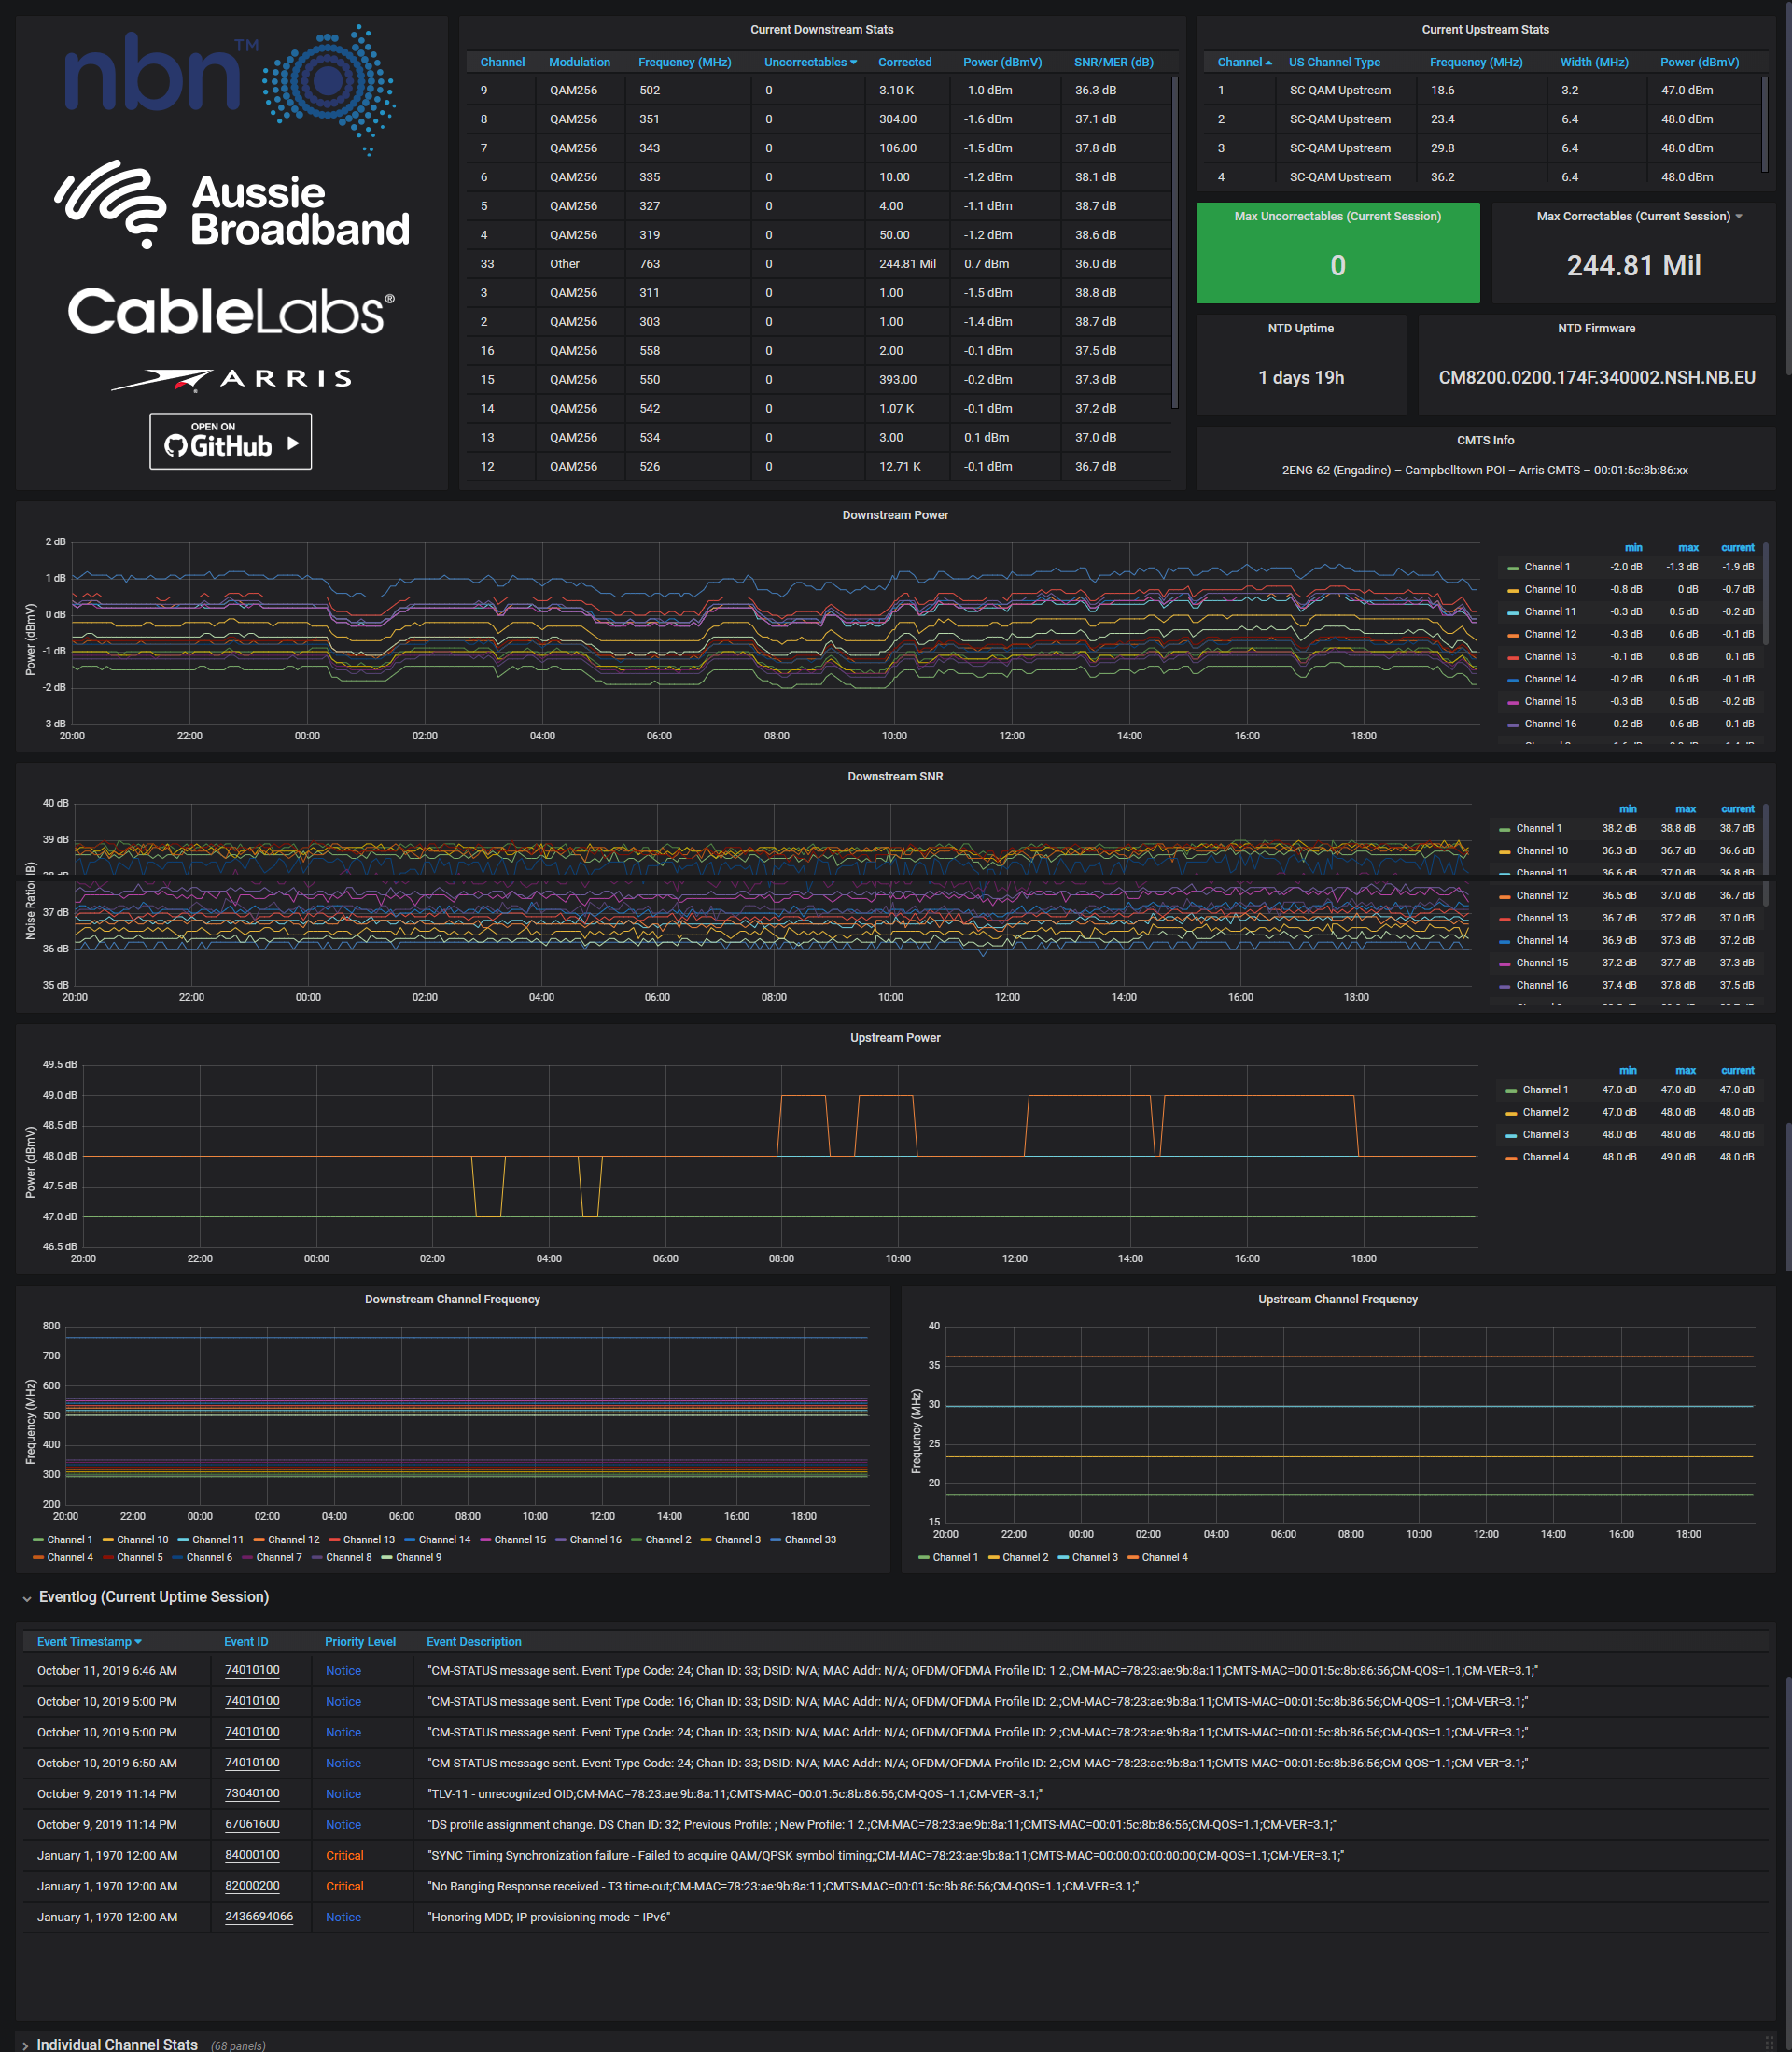 nbn™
Aussie
Broadband
CableLabs®
ARRIS
OPEN ON
GitHub
Current Downstream Stats
Channel Modulation Frequency (MHz) Uncorrectables Corrected Power (dBmV) SNR/MER (dB)
9 QAM256 502 0 3.10 K -1.0 dBm 36.3 dB
8 QAM256 351 0 304.00 -1.6 dBm 37.1 dB
7 QAM256 343 0 106.00 -1.5 dBm 37.8 dB
6 QAM256 335 0 10.00 -1.2 dBm 38.1 dB
5 QAM256 327 0 4.00 -1.1 dBm 38.7 dB
4 QAM256 319 0 50.00 -1.2 dBm 38.6 dB
33 Other 763 0 244.81 Mil 0.7 dBm 36.0 dB
3 QAM256 311 0 1.00 -1.5 dBm 38.8 dB
2 QAM256 303 0 1.00 -1.4 dBm 38.7 dB
16 QAM256 558 0 2.00 -0.1 dBm 37.5 dB
15 QAM256 550 0 393.00 -0.2 dBm 37.3 dB
14 QAM256 542 0 1.07 K -0.1 dBm 37.2 dB
13 QAM256 534 0 3.00 0.1 dBm 37.0 dB
12 QAM256 526 0 12.71 K -0.1 dBm 36.7 dB
Current Upstream Stats
Channel US Channel Type Frequency (MHz) Width (MHz) Power (dBmV)
1 SC-QAM Upstream 18.6 3.2 47.0 dBm
2 SC-QAM Upstream 23.4 6.4 48.0 dBm
3 SC-QAM Upstream 29.8 6.4 48.0 dBm
4 SC-QAM Upstream 36.2 6.4 48.0 dBm
Max Uncorrectables (Current Session)
0
Max Correctables (Current Session)
244.81 Mil
NTD Uptime
1 days 19h
NTD Firmware
CM8200.0200.174F.340002.NSH.NB.EU
CMTS Info
2ENG-62 (Engadine) – Campbelltown POI – Arris CMTS – 00:01:5c:8b:86:xx
Downstream Power
Power (dBmV)
2 dB
1 dB
0 dB
-1 dB
-2 dB
-3 dB
20:00 22:00 00:00 02:00 04:00 06:00 08:00 10:00 12:00 14:00 16:00 18:00
min max current
Channel 1 -2.0 dB -1.3 dB -1.9 dB
Channel 10 -0.8 dB 0 dB -0.7 dB
Channel 11 -0.3 dB 0.5 dB -0.2 dB
Channel 12 -0.3 dB 0.6 dB -0.1 dB
Channel 13 -0.1 dB 0.8 dB 0.1 dB
Channel 14 -0.2 dB 0.6 dB -0.1 dB
Channel 15 -0.3 dB 0.5 dB -0.2 dB
Channel 16 -0.2 dB 0.6 dB -0.1 dB
Downstream SNR
40 dB
39 dB
38 dB
37 dB
36 dB
35 dB
20:00 22:00 00:00 02:00 04:00 06:00 08:00 10:00 12:00 14:00 16:00 18:00
min max current
Channel 1 38.2 dB 38.8 dB 38.7 dB
Channel 10 36.3 dB 36.7 dB 36.6 dB
Channel 11 36.6 dB 37.0 dB 36.8 dB
Channel 12 36.5 dB 37.0 dB 36.7 dB
Channel 13 36.7 dB 37.2 dB 37.0 dB
Channel 14 36.9 dB 37.3 dB 37.2 dB
Channel 15 37.2 dB 37.7 dB 37.3 dB
Channel 16 37.4 dB 37.8 dB 37.5 dB
Upstream Power
Power (dBmV)
49.5 dB
49.0 dB
48.5 dB
48.0 dB
47.5 dB
47.0 dB
46.5 dB
20:00 22:00 00:00 02:00 04:00 06:00 08:00 10:00 12:00 14:00 16:00 18:00
min max current
Channel 1 47.0 dB 47.0 dB 47.0 dB
Channel 2 47.0 dB 48.0 dB 48.0 dB
Channel 3 48.0 dB 48.0 dB 48.0 dB
Channel 4 48.0 dB 49.0 dB 48.0 dB
Downstream Channel Frequency
Frequency (MHz)
800
700
600
500
400
300
200
20:00 22:00 00:00 02:00 04:00 06:00 08:00 10:00 12:00 14:00 16:00 18:00
Channel 1 Channel 10 Channel 11 Channel 12 Channel 13 Channel 14 Channel 15 Channel 16 Channel 2 Channel 3 Channel 33
Channel 4 Channel 5 Channel 6 Channel 7 Channel 8 Channel 9
Upstream Channel Frequency
Frequency (MHz)
40
35
30
25
20
15
20:00 22:00 00:00 02:00 04:00 06:00 08:00 10:00 12:00 14:00 16:00 18:00
Channel 1 Channel 2 Channel 3 Channel 4
Eventlog (Current Uptime Session)
Event Timestamp Event ID Priority Level Event Description
October 11, 2019 6:46 AM 74010100 Notice "CM-STATUS message sent. Event Type Code: 24; Chan ID: 33; DSID: N/A; MAC Addr: N/A; OFDM/OFDMA Profile ID: 1 2.;CM-MAC=78:23:ae:9b:8a:11;CMTS-MAC=00:01:5c:8b:86:56;CM-QOS=1.1;CM-VER=3.1;"
October 10, 2019 5:00 PM 74010100 Notice "CM-STATUS message sent. Event Type Code: 16; Chan ID: 33; DSID: N/A; MAC Addr: N/A; OFDM/OFDMA Profile ID: 2.;CM-MAC=78:23:ae:9b:8a:11;CMTS-MAC=00:01:5c:8b:86:56;CM-QOS=1.1;CM-VER=3.1;"
October 10, 2019 5:00 PM 74010100 Notice "CM-STATUS message sent. Event Type Code: 24; Chan ID: 33; DSID: N/A; MAC Addr: N/A; OFDM/OFDMA Profile ID: 2.;CM-MAC=78:23:ae:9b:8a:11;CMTS-MAC=00:01:5c:8b:86:56;CM-QOS=1.1;CM-VER=3.1;"
October 10, 2019 6:50 AM 74010100 Notice "CM-STATUS message sent. Event Type Code: 24; Chan ID: 33; DSID: N/A; MAC Addr: N/A; OFDM/OFDMA Profile ID: 2.;CM-MAC=78:23:ae:9b:8a:11;CMTS-MAC=00:01:5c:8b:86:56;CM-QOS=1.1;CM-VER=3.1;"
October 9, 2019 11:14 PM 73040100 Notice "TLV-11 - unrecognized OID;CM-MAC=78:23:ae:9b:8a:11;CMTS-MAC=00:01:5c:8b:86:56;CM-QOS=1.1;CM-VER=3.1;"
October 9, 2019 11:14 PM 67061600 Notice "DS profile assignment change. DS Chan ID: 32; Previous Profile: ; New Profile: 1 2.;CM-MAC=78:23:ae:9b:8a:11;CMTS-MAC=00:01:5c:8b:86:56;CM-QOS=1.1;CM-VER=3.1;"
January 1, 1970 12:00 AM 84000100 Critical "SYNC Timing Synchronization failure - Failed to acquire QAM/QPSK symbol timing;;CM-MAC=78:23:ae:9b:8a:11;CMTS-MAC=00:00:00:00:00:00;CM-QOS=1.1;CM-VER=3.1;"
January 1, 1970 12:00 AM 82000200 Critical "No Ranging Response received - T3 time-out;CM-MAC=78:23:ae:9b:8a:11;CMTS-MAC=00:01:5c:8b:86:56;CM-QOS=1.1;CM-VER=3.1;"
January 1, 1970 12:00 AM 2436694066 Notice "Honoring MDD; IP provisioning mode = IPv6"
Individual Channel Stats (68 panels)